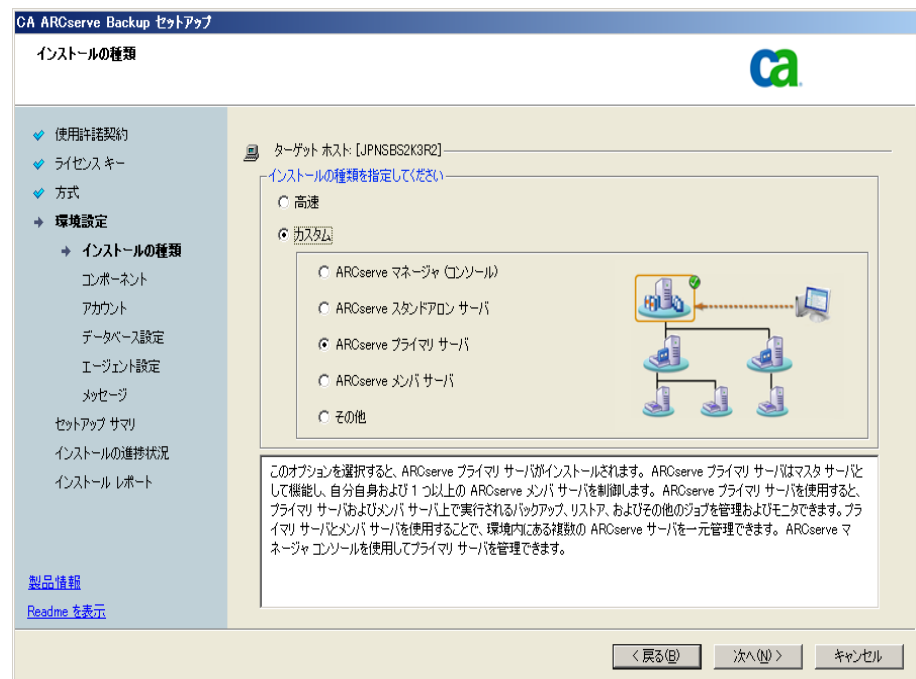 CA ARCserve Backup セットアップ
インストールの種類
ca
使用許諾契約
ライセンス キー
方式
環境設定
インストールの種類
コンポーネント
アカウント
データベース設定
エージェント設定
メッセージ
セットアップ サマリ
インストールの進捗状況
インストール レポート
製品情報
Readme を表示
ターゲット ホスト: [JPNSBS2K3R2]
インストールの種類を指定してください
高速
カスタム
ARCserve マネージャ (コンソール)
ARCserve スタンドアロン サーバ
ARCserve プライマリ サーバ
ARCserve メンバ サーバ
その他
このオプションを選択すると、ARCserve プライマリ サーバがインストールされます。ARCserve プライマリ サーバはマスタ サーバと
して機能し、自分自身および 1 つ以上の ARCserve メンバ サーバを制御します。ARCserve プライマリ サーバを使用すると、
プライマリ サーバおよびメンバ サーバ上で実行されるバックアップ、リストア、およびその他のジョブを管理およびモニタできます。プラ
イマリ サーバとメンバ サーバを使用することで、環境内にある複数の ARCserve サーバを一元管理できます。ARCserve マ
ネージャ コンソールを使用してプライマリ サーバを管理できます。
< 戻る(B)
次へ(N) >
キャンセル